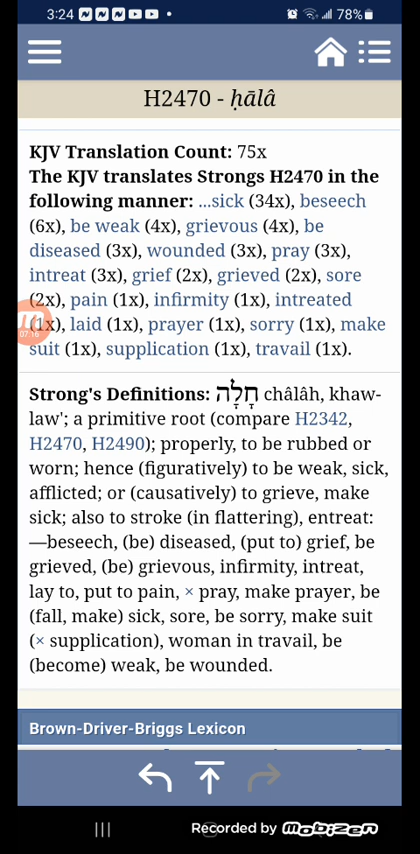 3:24 78%
H2470 - ḥālâ
KJV Translation Count: 75x
The KJV translates Strongs H2470 in the
following manner: ...sick (34x), beseech
(6x), be weak (4x), grievous (4x), be
diseased (3x), wounded (3x), pray (3x),
intreat (3x), grief (2x), grieved (2x), sore
(2x), pain (1x), infirmity (1x), intreated
(1x), laid (1x), prayer (1x), sorry (1x), make
07:16
suit (1x), supplication (1x), travail (1x).
Strong's Definitions: חָלָה châlâh, khaw-
law'; a primitive root (compare H2342,
H2470, H2490); properly, to be rubbed or
worn; hence (figuratively) to be weak, sick,
afflicted; or (causatively) to grieve, make
sick; also to stroke (in flattering), entreat:
—beseech, (be) diseased, (put to) grief, be
grieved, (be) grievous, infirmity, intreat,
lay to, put to pain, × pray, make prayer, be
(fall, make) sick, sore, be sorry, make suit
(× supplication), woman in travail, be
(become) weak, be wounded.
Brown-Driver-Briggs Lexicon
Recorded by Mobizen